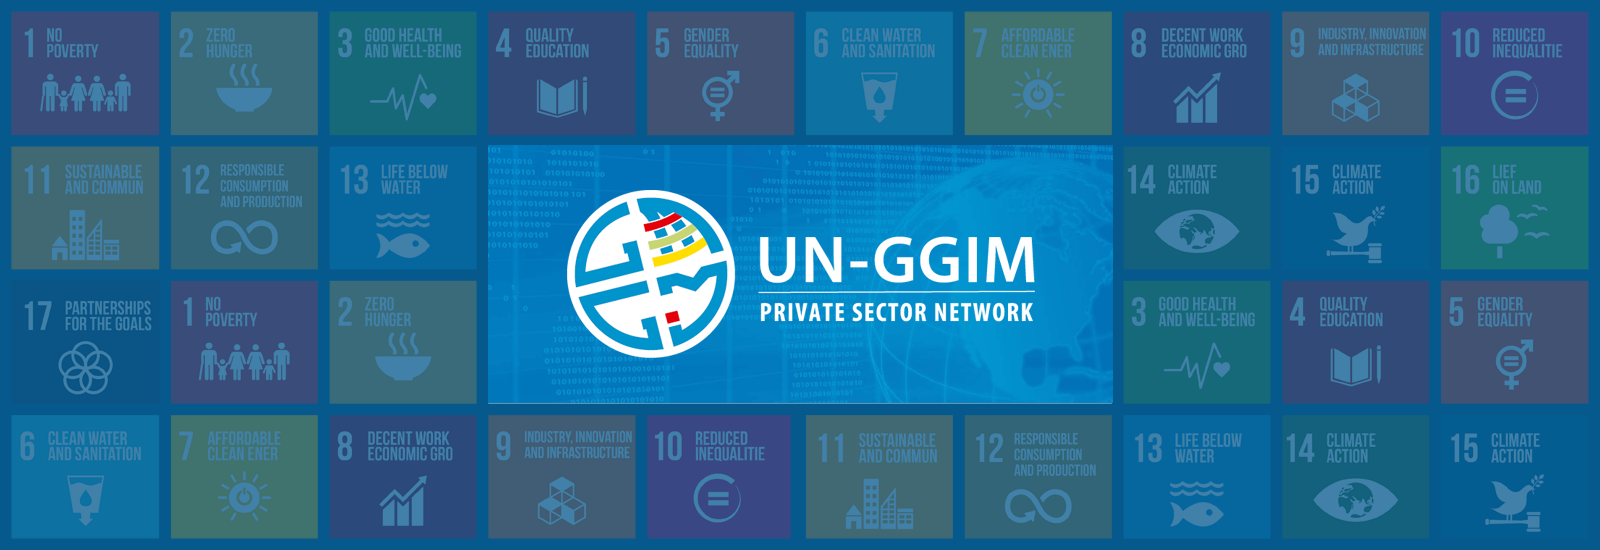 1 NO
POVERTY
2 ZERO
HUNGER
3 GOOD HEALTH
AND WELL-BEING
4 QUALITY
EDUCATION
5 GENDER
EQUALITY
6 CLEAN WATER
AND SANITATION
7 AFFORDABLE
CLEAN ENER
8 DECENT WORK
ECONOMIC GRO
9 INDUSTRY, INNOVATION
AND INFRASTRUCTURE
10 REDUCED
INEQUALITIE
11 SUSTAINABLE
AND COMMUN
12 RESPONSIBLE
CONSUMPTION
AND PRODUCTION
13 LIFE BELOW
WATER
UN-GGIM
PRIVATE SECTOR NETWORK
14 CLIMATE
ACTION
15 CLIMATE
ACTION
16 LIEF
ON LAND
17 PARTNERSHIPS
FOR THE GOALS
1 NO
POVERTY
2 ZERO
HUNGER
3 GOOD HEALTH
AND WELL-BEING
4 QUALITY
EDUCATION
5 GENDER
EQUALITY
6 CLEAN WATER
AND SANITATION
7 AFFORDABLE
CLEAN ENER
8 DECENT WORK
ECONOMIC GRO
9 INDUSTRY, INNOVATION
AND INFRASTRUCTURE
10 REDUCED
INEQUALITIE
11 SUSTAINABLE
AND COMMUN
12 RESPONSIBLE
CONSUMPTION
AND PRODUCTION
13 LIFE BELOW
WATER
14 CLIMATE
ACTION
15 CLIMATE
ACTION